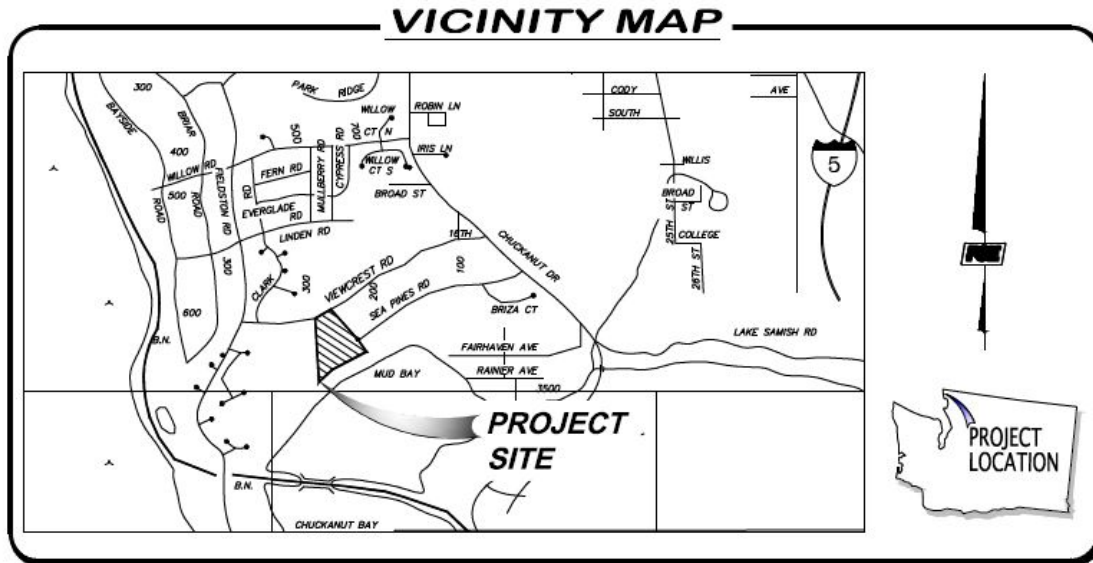 VICINITY MAP
300
BAYSIDE
ROAD
BRIAR
ROAD
400
500
600
WILLOW RD
FIELDSTON RD
300
PARK RIDGE
500
700
FERN RD
RD
EVERGLADE
RD
MULBERRY RD
CYPRESS RD
LINDEN RD
WILLOW
CT N
WILLOW
CT S
ROBIN LN
IRIS LN
BROAD ST
16TH
CHUCKANUT DR
CODY
SOUTH
AVE
5
WILLIS
BROAD
ST
25TH ST
COLLEGE
26TH ST
CLARK
300
VIEWCREST RD
200
SEA PINES RD
100
BRIZA CT
FAIRHAVEN AVE
RAINIER AVE
3500
LAKE SAMISH RD
MUD BAY
B.N.
B.N.
CHUCKANUT BAY
PROJECT
SITE
PROJECT
LOCATION